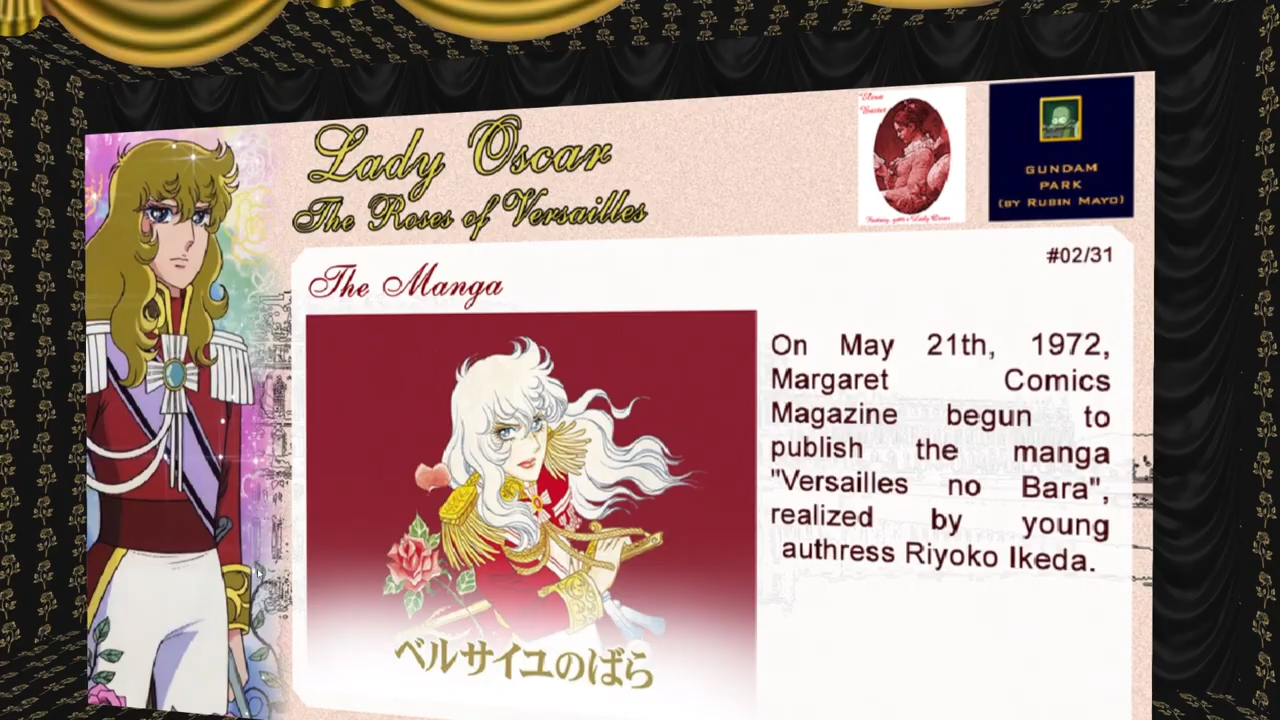 Lady Oscar
The Roses of Versailles
GUNDAM
PARK
(BY RUBIN MAYO)
#02/31
The Manga
On May 21th, 1972,
Margaret Comics
Magazine begun to
publish the manga
"Versailles no Bara",
realized by young
authress Riyoko Ikeda.
ベルサイユのばら